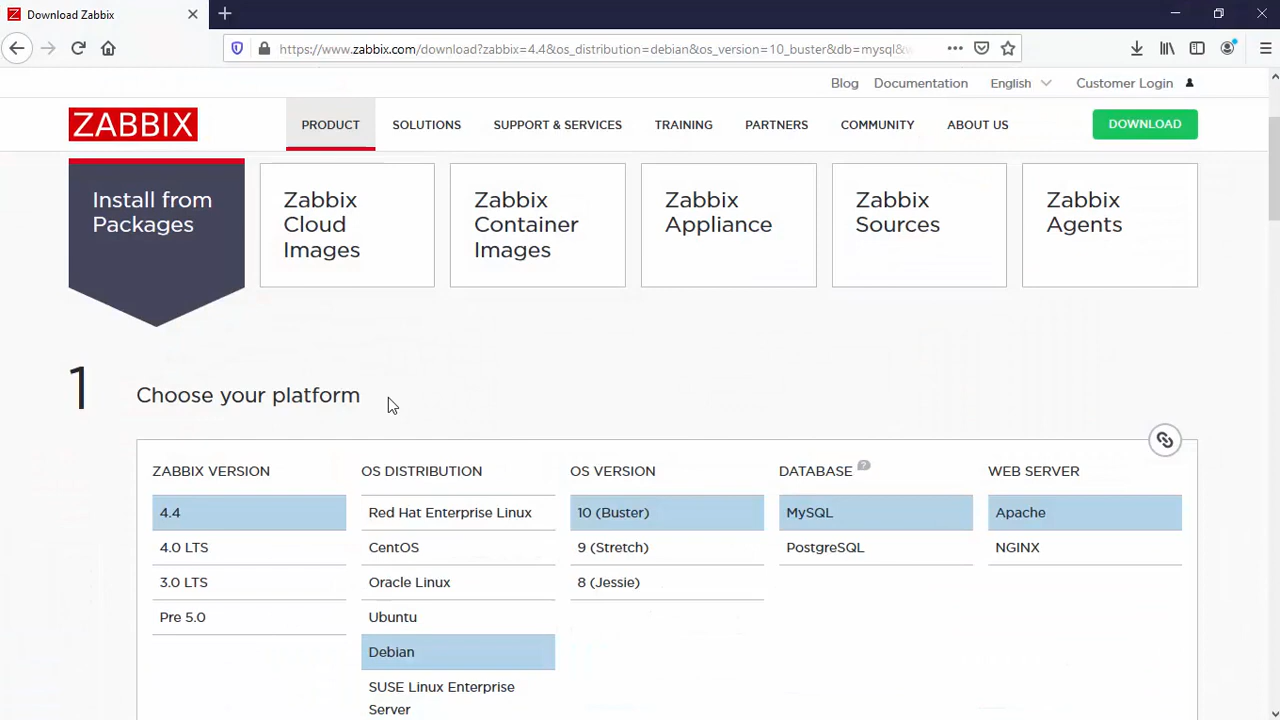 Download Zabbix
https://www.zabbix.com/download?zabbix=4.4&os_distribution=debian&os_version=10_buster&db=mysql&
Blog Documentation English Customer Login
ZABBIX PRODUCT SOLUTIONS SUPPORT & SERVICES TRAINING PARTNERS COMMUNITY ABOUT US DOWNLOAD
Install from
Packages
Zabbix
Cloud
Images
Zabbix
Container
Images
Zabbix
Appliance
Zabbix
Sources
Zabbix
Agents
1 Choose your platform
ZABBIX VERSION
4.4
4.0 LTS
3.0 LTS
Pre 5.0
OS DISTRIBUTION
Red Hat Enterprise Linux
CentOS
Oracle Linux
Ubuntu
Debian
SUSE Linux Enterprise
Server
OS VERSION
10 (Buster)
9 (Stretch)
8 (Jessie)
DATABASE ?
MySQL
PostgreSQL
WEB SERVER
Apache
NGINX